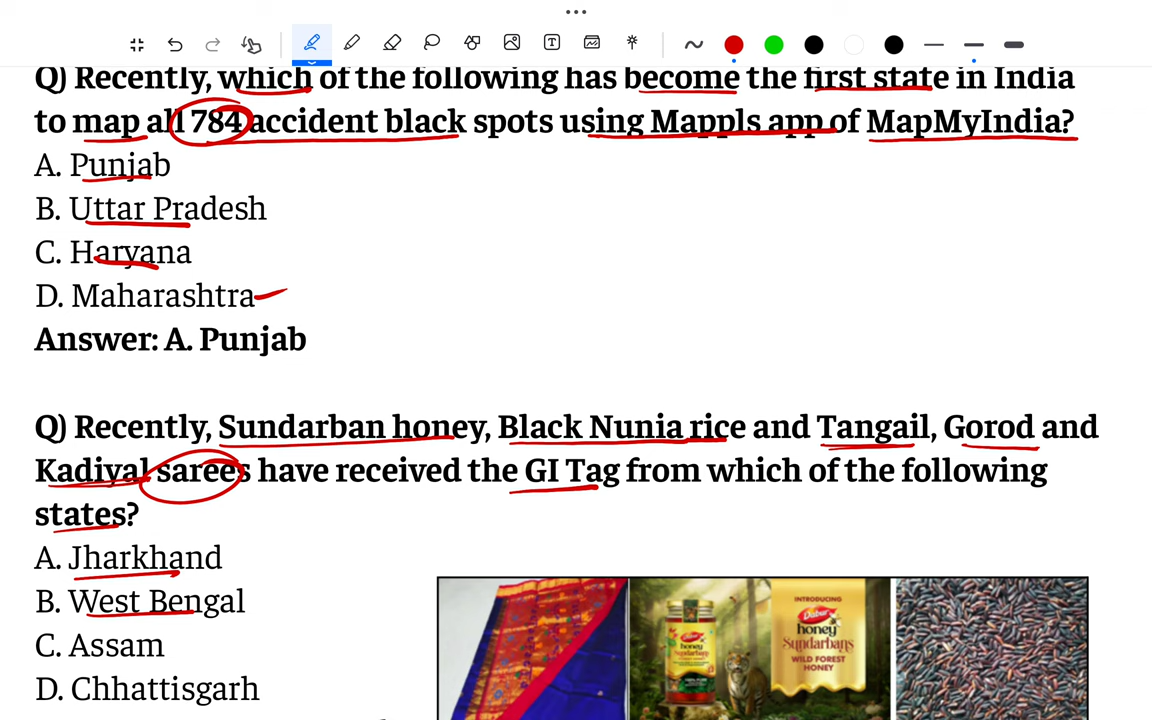 Q) Recently, which of the following has become the first state in India
to map all 784 accident black spots using Mappls app of MapMyIndia?
A. Punjab
B. Uttar Pradesh
C. Haryana
D. Maharashtra
Answer: A. Punjab
Q) Recently, Sundarban honey, Black Nunia rice and Tangail, Gorod and
Kadiyal sarees have received the GI Tag from which of the following
states?
A. Jharkhand
B. West Bengal
C. Assam
D. Chhattisgarh
INTRODUCING
Dabur
honey
Sundarbans
WILD FOREST
HONEY
Dabur
honey
Sundarbans